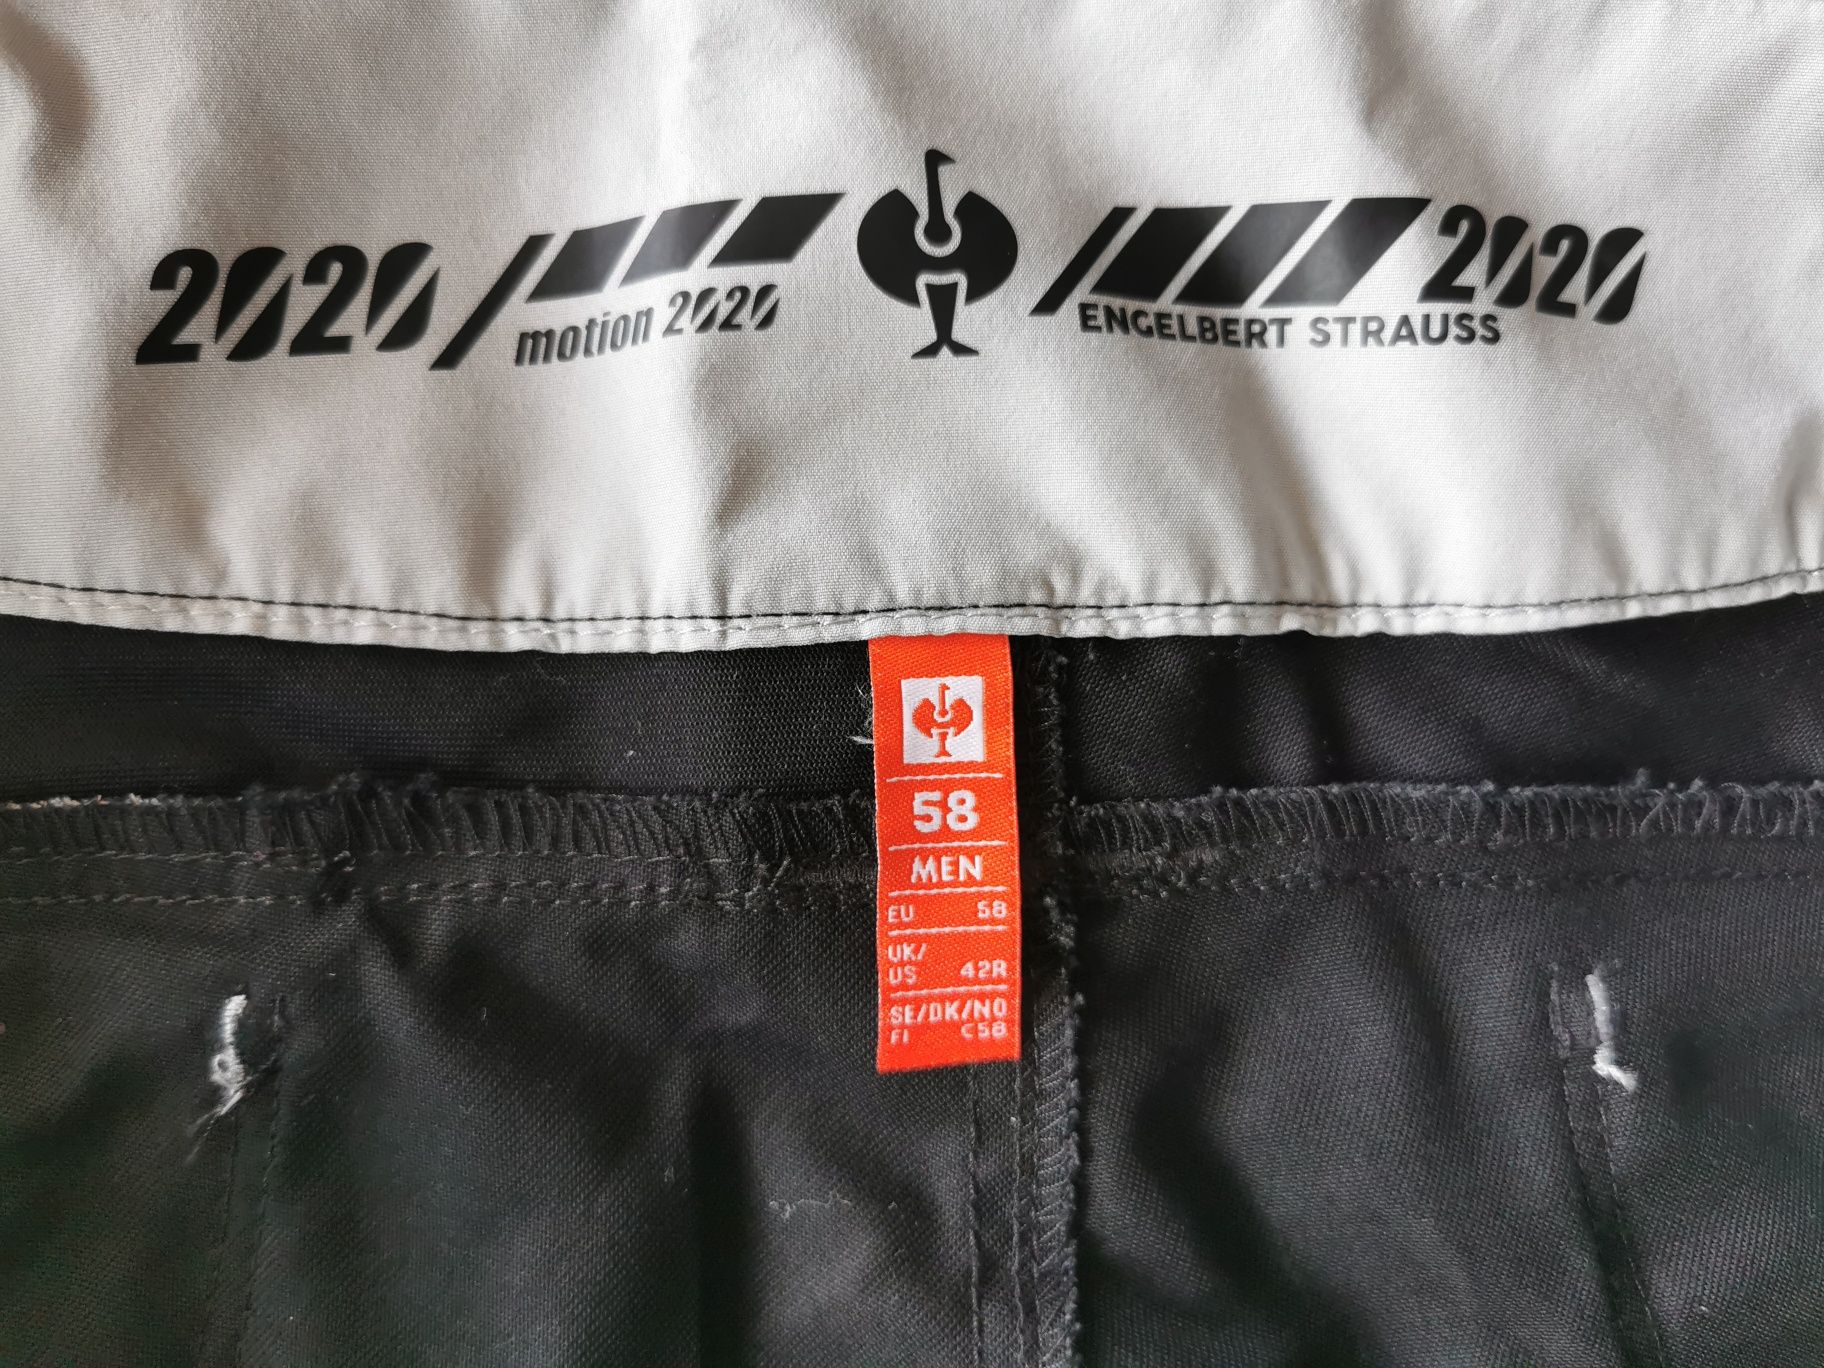 2020 2020
motion 2020 ENGELBERT STRAUSS
58
MEN
EU 58
UK/
US 42R
SE/DK/NO
FI C58